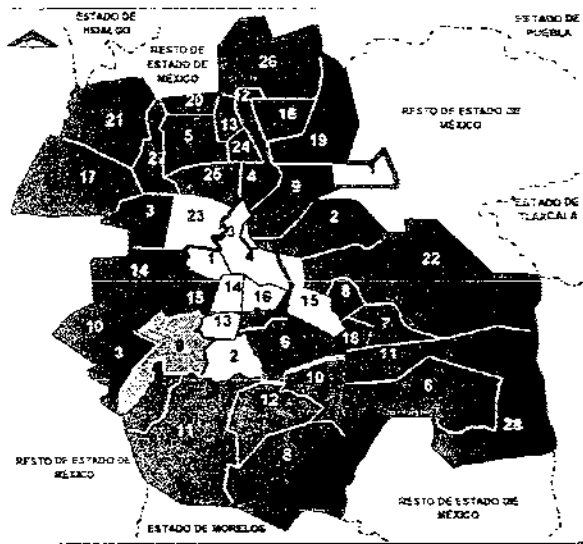 ESTADO DE
HIDALGO
ESTADO DE
PUEBLA
RESTO DE
ESTADO DE
MÉXICO
26
RESTO DE ESTADO DE
MÉXICO
20
2
18
21
13
5
19
24
27
17
25
4
9
ESTADO DE
TLAXCALA
3
23
3
2
22
1
4
14
8
15
14
16
15
10
13
7
18
6
3
9
2
11
10
6
12
11
28
8
RESTO DE ESTADO DE
MÉXICO
RESTO DE ESTADO DE
MÉXICO
ESTADO DE MORELOS